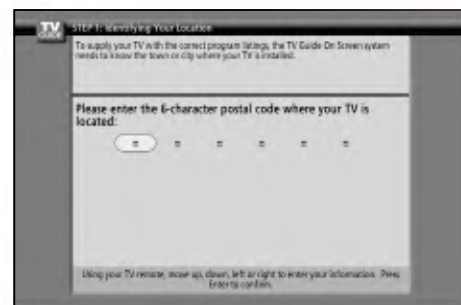 TV
GUIDE
STEP 1: Identifying Your Location
To supply your TV with the correct program listings, the TV Guide On Screen system
needs to know the town or city where your TV is installed.
Please enter the 6-character postal code where your TV is
located:
Using your TV remote, move up, down, left or right to enter your information. Press
Enter to confirm.